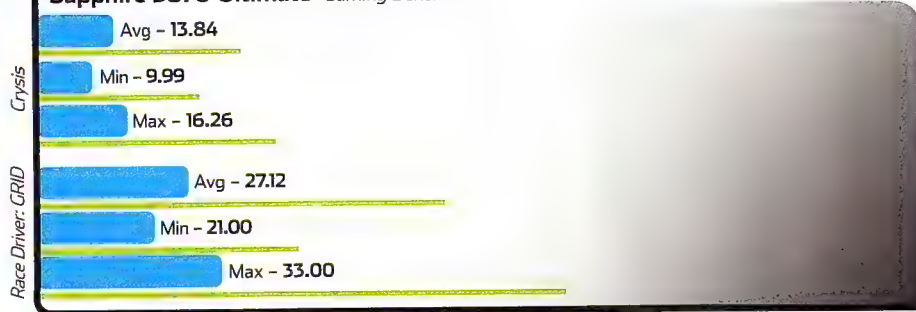 Avg – 13.84
Min – 9.99
Max – 16.26
Crysis
Avg – 27.12
Min – 21.00
Max – 33.00
Race Driver: GRID